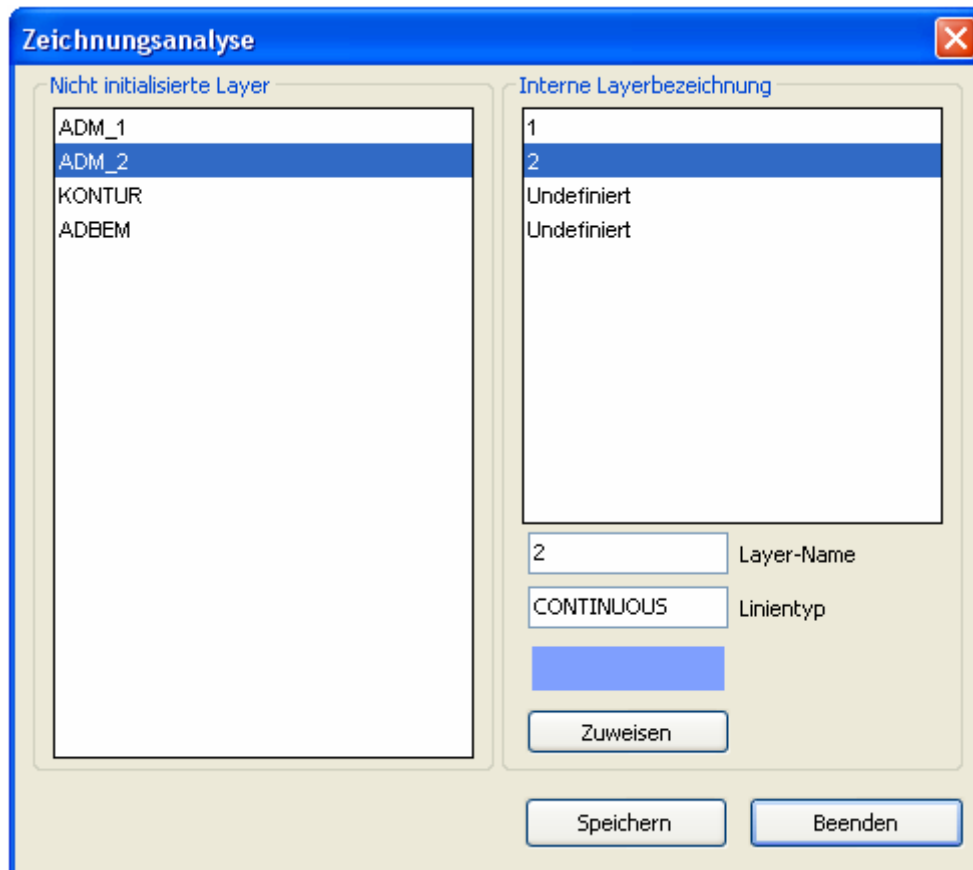 Zeichnungsanalyse
Nicht initialisierte Layer
ADM_1
ADM_2
KONTUR
ADBEM
Interne Layerbezeichnung
1
2
Undefiniert
Undefiniert
2 Layer-Name
CONTINUOUS Linientyp
Zuweisen
Speichern Beenden